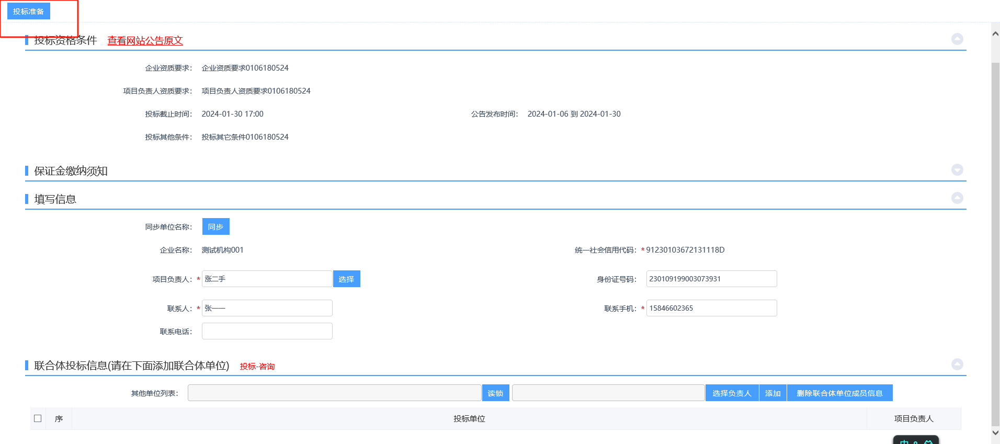 投标准备
投标资格条件 查看网站公告原文
企业资质要求： 企业资质要求0106180524
项目负责人资质要求： 项目负责人资质要求0106180524
投标截止时间： 2024-01-30 17:00 公告发布时间： 2024-01-06 到 2024-01-30
投标其他条件： 投标其它条件0106180524
保证金缴纳须知
填写信息
同步单位名称： 同步
企业名称： 测试机构001 统一社会信用代码：*91230103672131118D
项目负责人：* 涨二手 选择 身份证号码： 230109199003073931
联系人：* 张一一 联系手机：* 15846602365
联系电话：
联合体投标信息(请在下面添加联合体单位) 投标-咨询
其他单位列表： 读锁 选择负责人 添加 删除联合体单位成员信息
序 投标单位 项目负责人